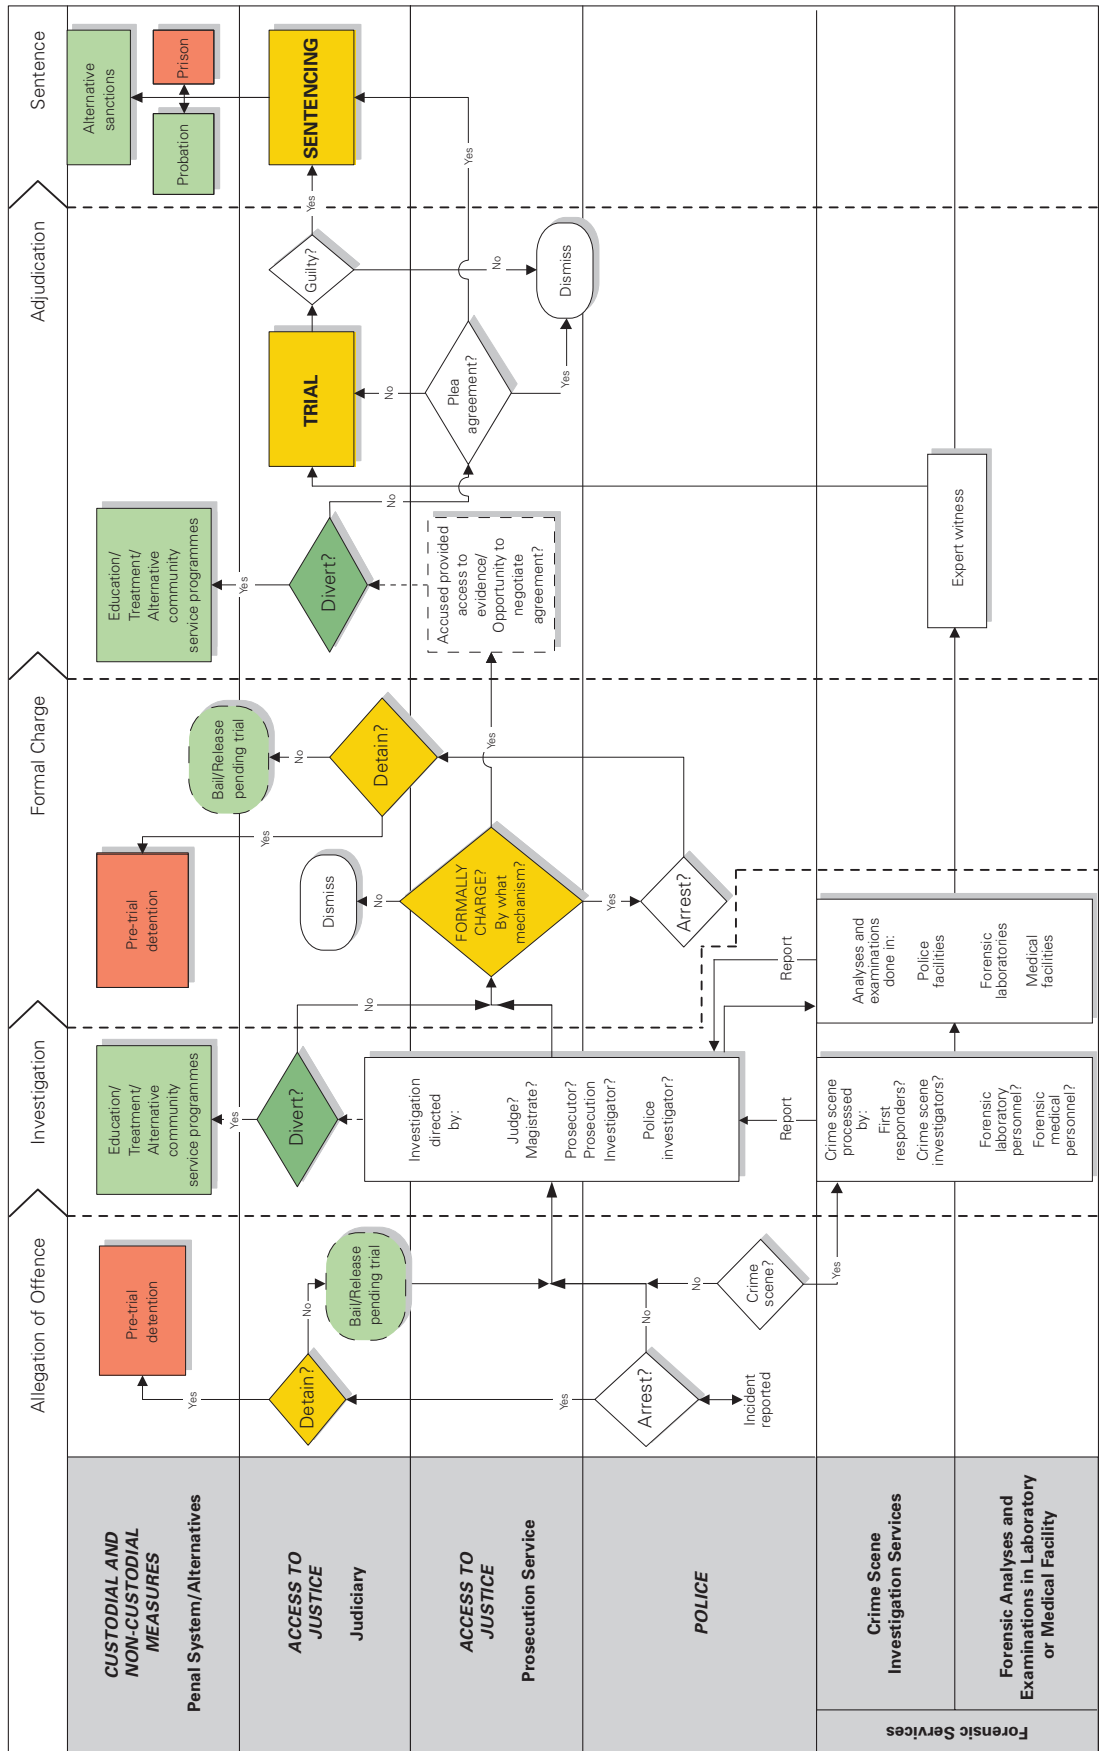 Allegation of Offence
Investigation
Formal Charge
Adjudication
Sentence
CUSTODIAL AND
NON-CUSTODIAL
MEASURES
Penal System/Alternatives
Pre-trial
detention
Yes
Education/
Treatment/
Alternative
community
service programmes
Yes
Pre-trial
detention
Yes
Bail/Release
pending trial
No
Education/
Treatment/
Alternative
community
service programmes
Yes
Alternative
sanctions
Probation
Prison
ACCESS TO
JUSTICE
Judiciary
Detain?
No
Bail/Release
pending trial
Divert?
No
Dismiss
No
Detain?
Divert?
No
TRIAL
No
Guilty?
Yes
SENTENCING
ACCESS TO
JUSTICE
Prosecution Service
Yes
Investigation
directed
by:
Judge?
Magistrate?
Prosecutor?
Prosecution
Investigator?
Police
investigator?
FORMALLY
CHARGE?
By what
mechanism?
Yes
Yes
Accused provided
access to
evidence/
Opportunity to
negotiate
agreement?
Plea
agreement?
Yes
No
Yes
Dismiss
POLICE
Arrest?
No
Incident
reported
No
Crime
scene?
Yes
Report
Report
Arrest?
Forensic Services
Crime Scene
Investigation Services
Crime scene
processed
by:
First
responders?
Crime scene
investigators?
Forensic
laboratory
personnel?
Forensic
medical
personnel?
Analyses and
examinations
done in:
Police
facilities
Forensic
laboratories
Medical
facilities
Expert witness
Forensic Analyses and
Examinations in Laboratory
or Medical Facility